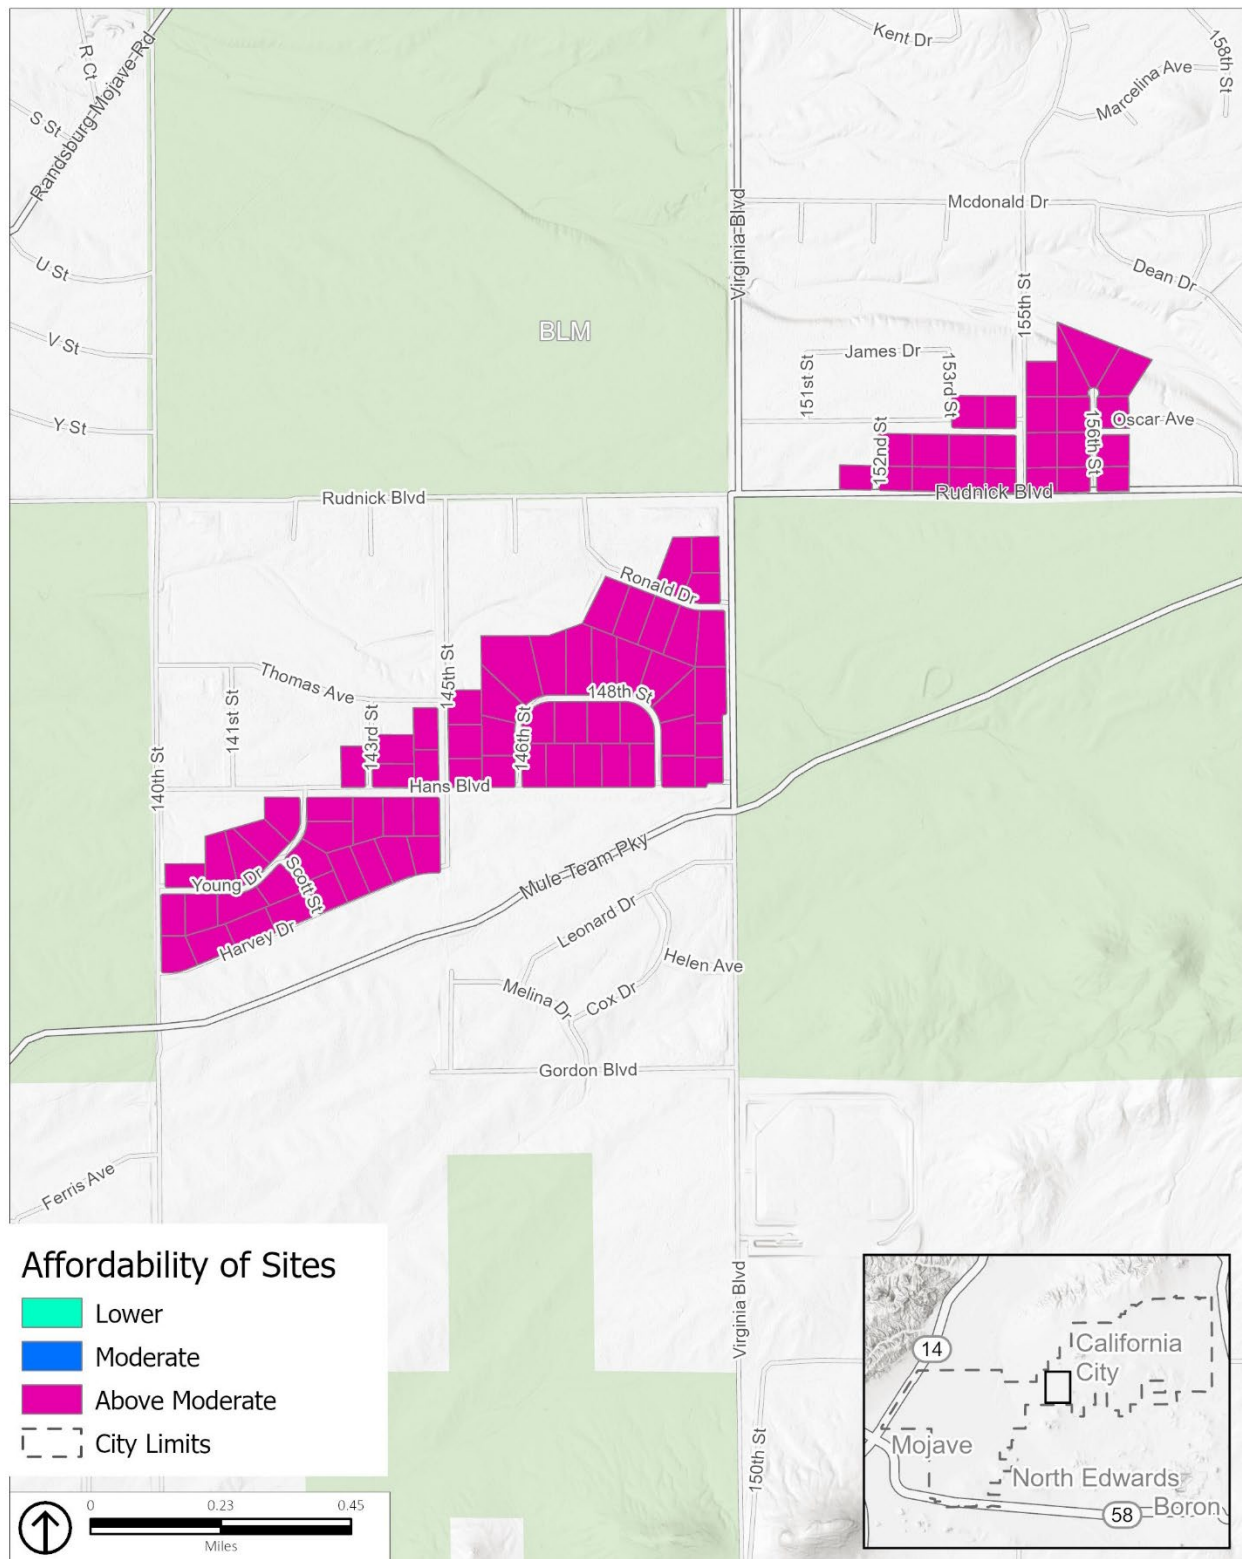 Kent Dr
158th St
R Ct
Marcelina Ave
S St
Randsburg-Mojave-Rd
Mcdonald Dr
Virginia-Blvd
U St
Dean Dr
155th St
BLM
V St
James Dr
151st St
153rd St
Y St
152nd St
156th St
Oscar Ave
Rudnick Blvd
Rudnick Blvd
Ronald Dr
Thomas Ave
145th St
148th St
141st St
143rd St
146th St
140th St
Hans Blvd
Young Dr
Scott St
Mule Team Pky
Harvey Dr
Leonard Dr
Helen Ave
Melina Dr
Cox Dr
Gordon Blvd
Ferris Ave
Virginia Blvd
150th St
Affordability of Sites
Lower
Moderate
Above Moderate
City Limits
0 0.23 0.45
Miles
14
California
City
Mojave
North Edwards
Boron
58